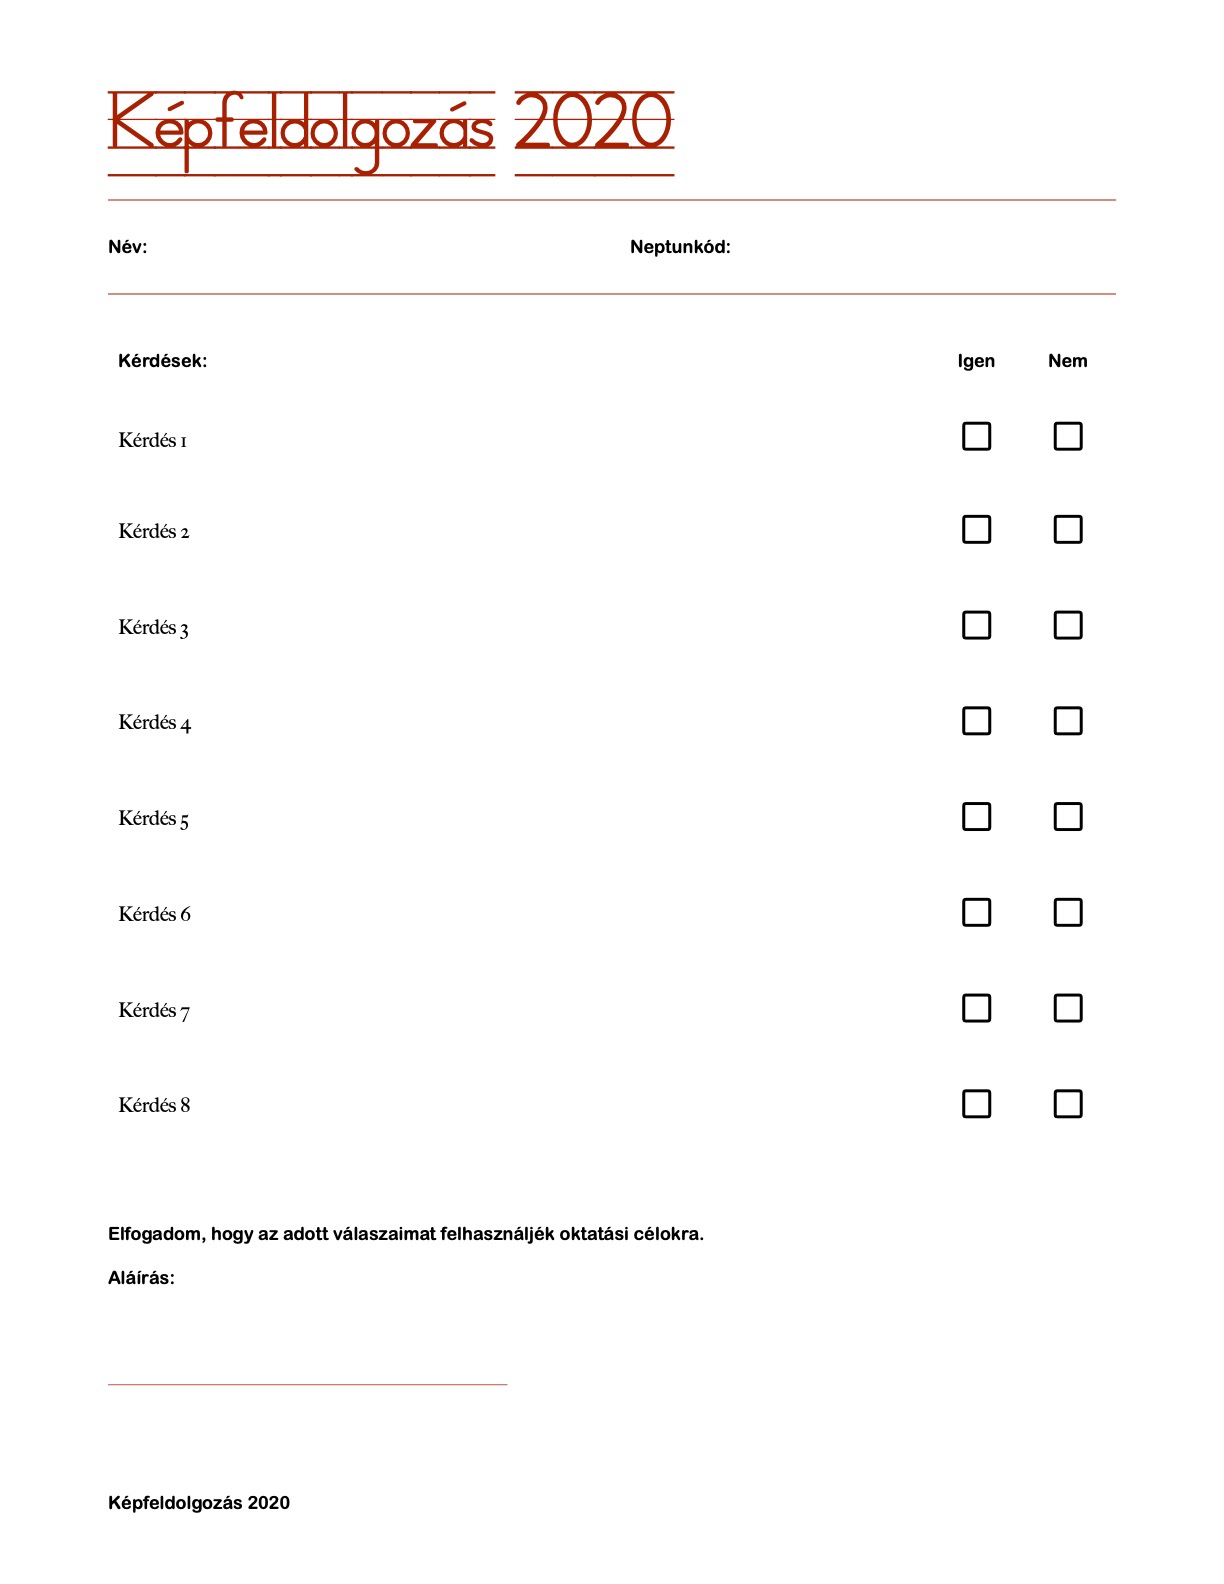 Képfeldolgozás 2020
Név: Neptunkód:
Kérdések: Igen Nem
Kérdés 1
Kérdés 2
Kérdés 3
Kérdés 4
Kérdés 5
Kérdés 6
Kérdés 7
Kérdés 8
Elfogadom, hogy az adott válaszaimat felhasználjék oktatási célokra.
Aláírás:
Képfeldolgozás 2020